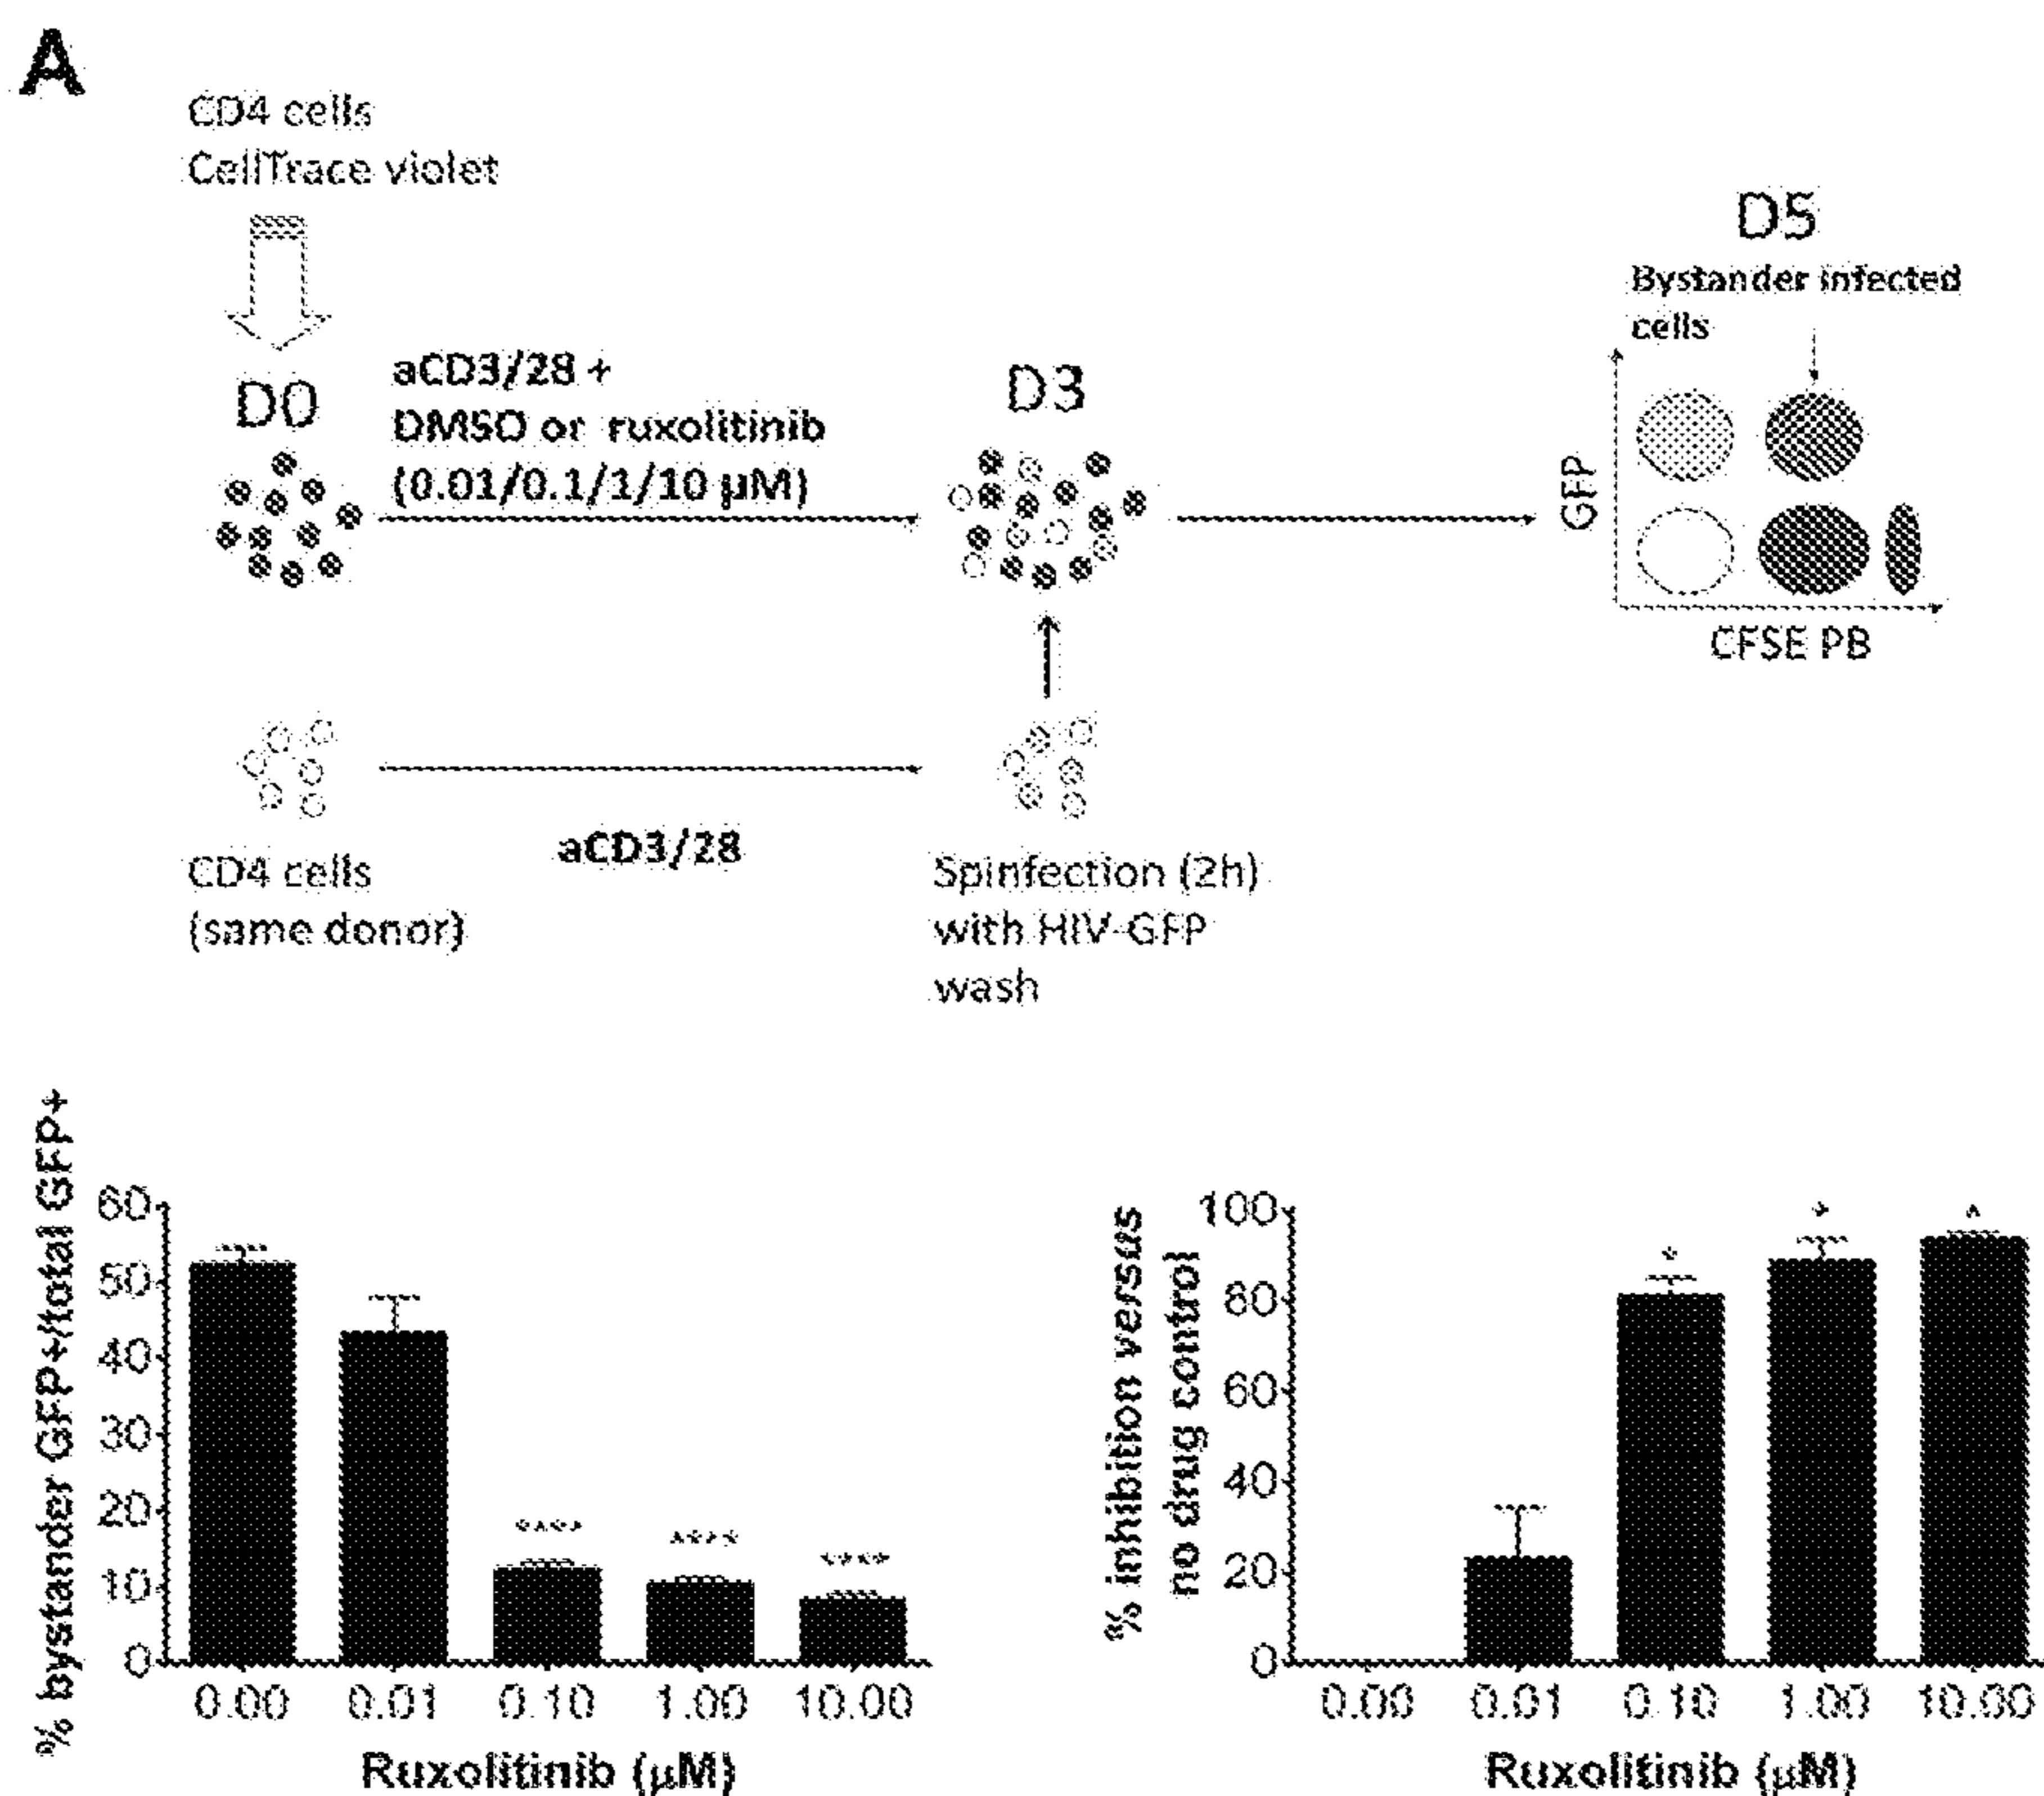 A
CD4 cells
CellTrace violet
D0
aCD3/28 +
DMSO or ruxolitinib
(0.01/0.1/1/10 µM)
D3
D5
Bystander infected
cells
GFP
CFSE PB
CD4 cells
(same donor)
aCD3/28
Spinfection (2h)
with HIV-GFP
wash
% bystander GFP+/total GFP+
60
50
40
30
20
10
0
****
****
****
0.00 0.01 0.10 1.00 10.00
Ruxolitinib (µM)
% inhibition versus
no drug control
100
80
60
40
20
0
*
*
*
0.00 0.01 0.10 1.00 10.00
Ruxolitinib (µM)